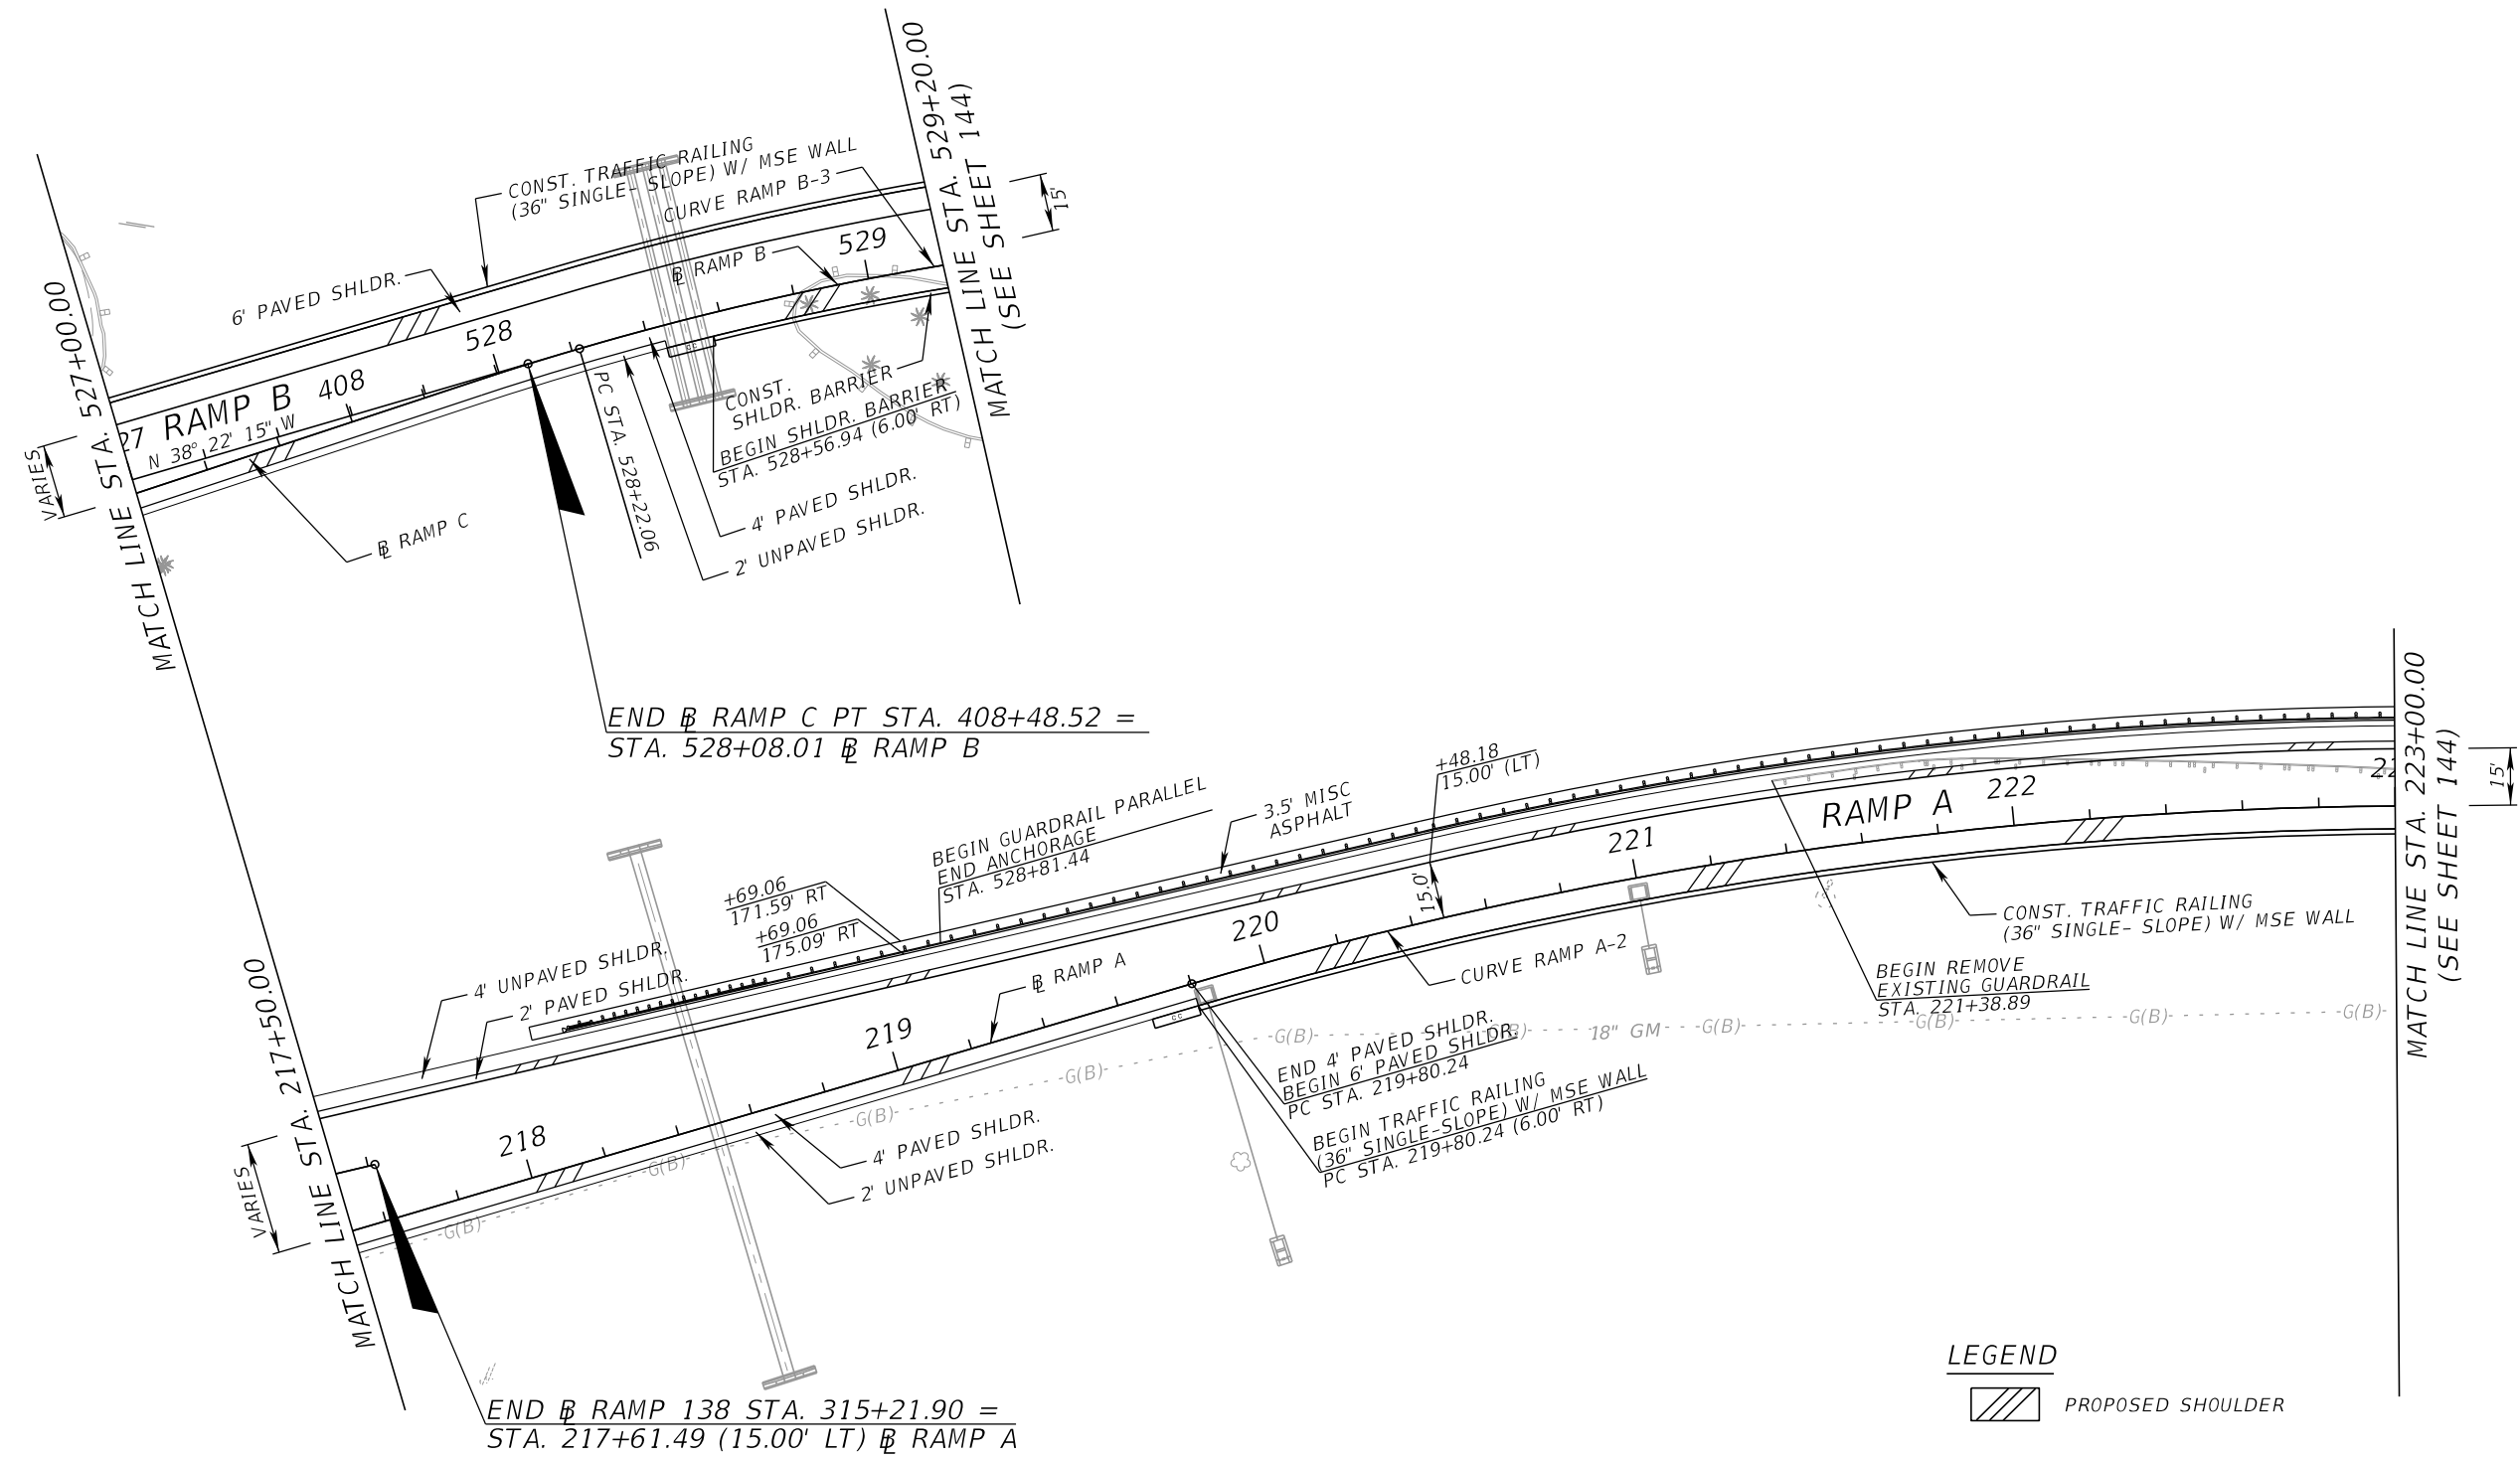 MATCH LINE STA. 527+00.00
VARIES
6' PAVED SHLDR.
CONST. TRAFFIC RAILING
(36" SINGLE- SLOPE) W/ MSE WALL
CURVE RAMP B-3
℄ RAMP B
529
528
RAMP B
408
27
N 38° 22' 15" W
℄ RAMP C
PC STA. 528+22.06
CONST.
SHLDR. BARRIER
BEGIN SHLDR. BARRIER
STA. 528+56.94 (6.00' RT)
4' PAVED SHLDR.
2' UNPAVED SHLDR.
MATCH LINE STA. 529+20.00
(SEE SHEET 144)
15'
END ℄ RAMP C PT STA. 408+48.52 =
STA. 528+08.01 ℄ RAMP B
MATCH LINE STA. 217+50.00
VARIES
4' UNPAVED SHLDR.
2' PAVED SHLDR.
+69.06
171.59' RT
+69.06
175.09' RT
BEGIN GUARDRAIL PARALLEL
END ANCHORAGE
STA. 528+81.44
3.5' MISC
ASPHALT
+48.18
15.00' (LT)
15.0'
218
219
220
221
RAMP A
222
22
℄ RAMP A
CURVE RAMP A-2
4' PAVED SHLDR.
2' UNPAVED SHLDR.
END 4' PAVED SHLDR.
BEGIN 6' PAVED SHLDR.
PC STA. 219+80.24
BEGIN TRAFFIC RAILING
(36" SINGLE-SLOPE) W/ MSE WALL
PC STA. 219+80.24 (6.00' RT)
CONST. TRAFFIC RAILING
(36" SINGLE- SLOPE) W/ MSE WALL
BEGIN REMOVE
EXISTING GUARDRAIL
STA. 221+38.89
G(B)
G(B)
G(B)
G(B)
G(B)
G(B)
18" GM
G(B)
G(B)
G(B)
G(B)
MATCH LINE STA. 223+00.00
(SEE SHEET 144)
15'
END ℄ RAMP 138 STA. 315+21.90 =
STA. 217+61.49 (15.00' LT) ℄ RAMP A
LEGEND
PROPOSED SHOULDER